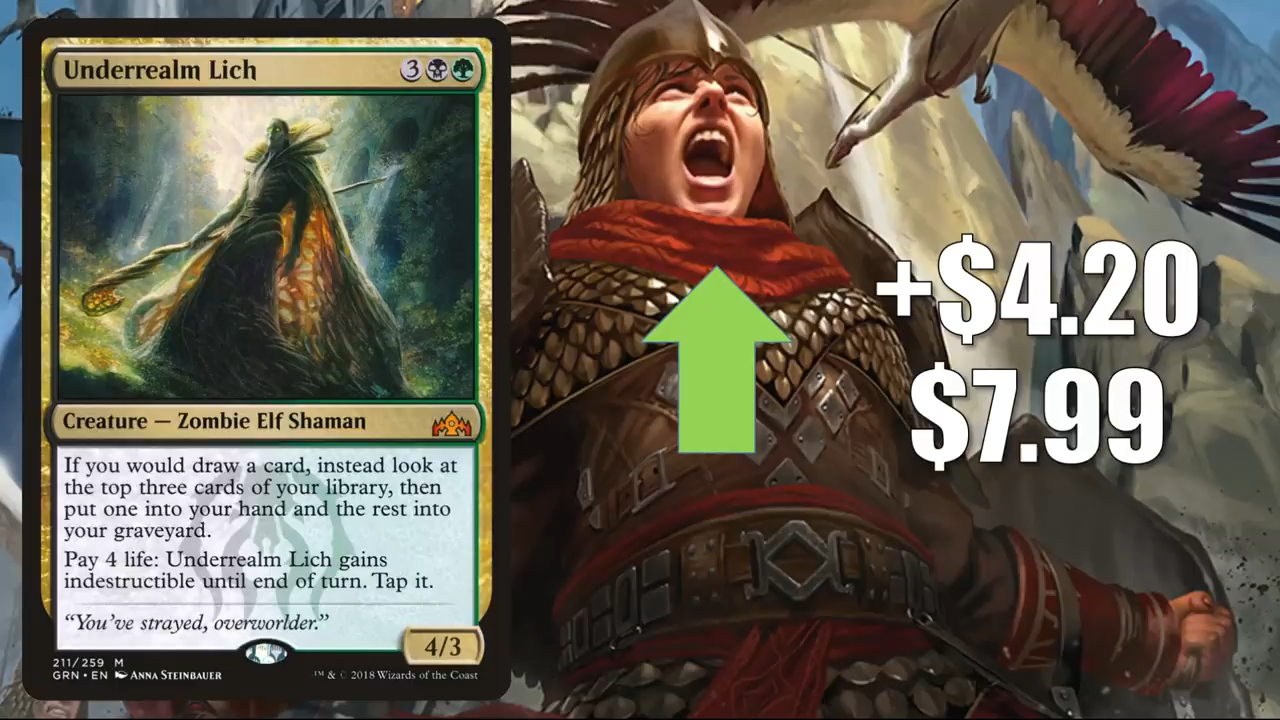 Underrealm Lich 3
Creature — Zombie Elf Shaman
If you would draw a card, instead look at
the top three cards of your library, then
put one into your hand and the rest into
your graveyard.
Pay 4 life: Underrealm Lich gains
indestructible until end of turn. Tap it.
“You’ve strayed, overworlder.”
4/3
211/259 M
GRN • EN Anna Steinbauer
™ & © 2018 Wizards of the Coast
+$4.20
$7.99